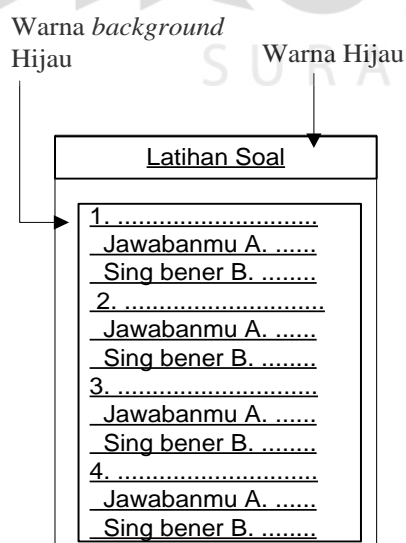 Warna background
Hijau
Warna Hijau
SURA
Latihan Soal
1. ............................
Jawabanmu A. ......
Sing bener B. ........
2. ............................
Jawabanmu A. ......
Sing bener B. ........
3. ............................
Jawabanmu A. ......
Sing bener B. ........
4. ............................
Jawabanmu A. ......
Sing bener B. ........